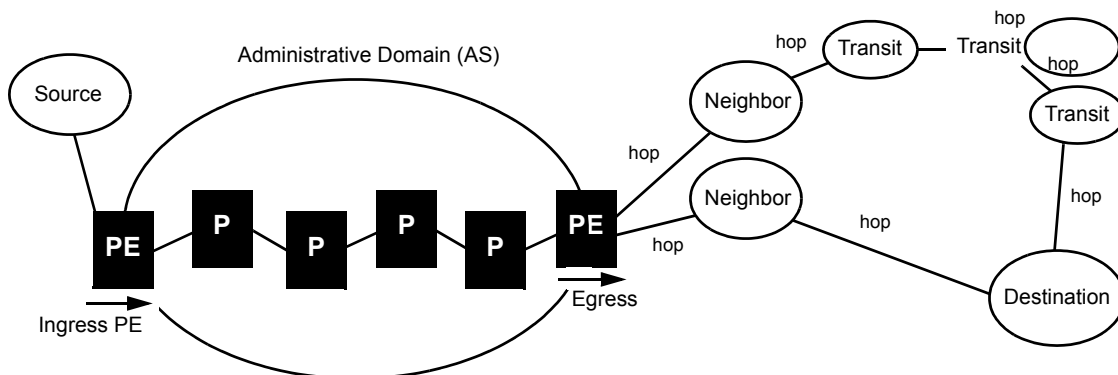 hop
hop
Transit
Transit
Administrative Domain (AS)
hop
Source
Neighbor
Transit
hop
Neighbor
hop
P
P
PE
P
P
PE
hop
hop
Ingress PE
Egress
Destination